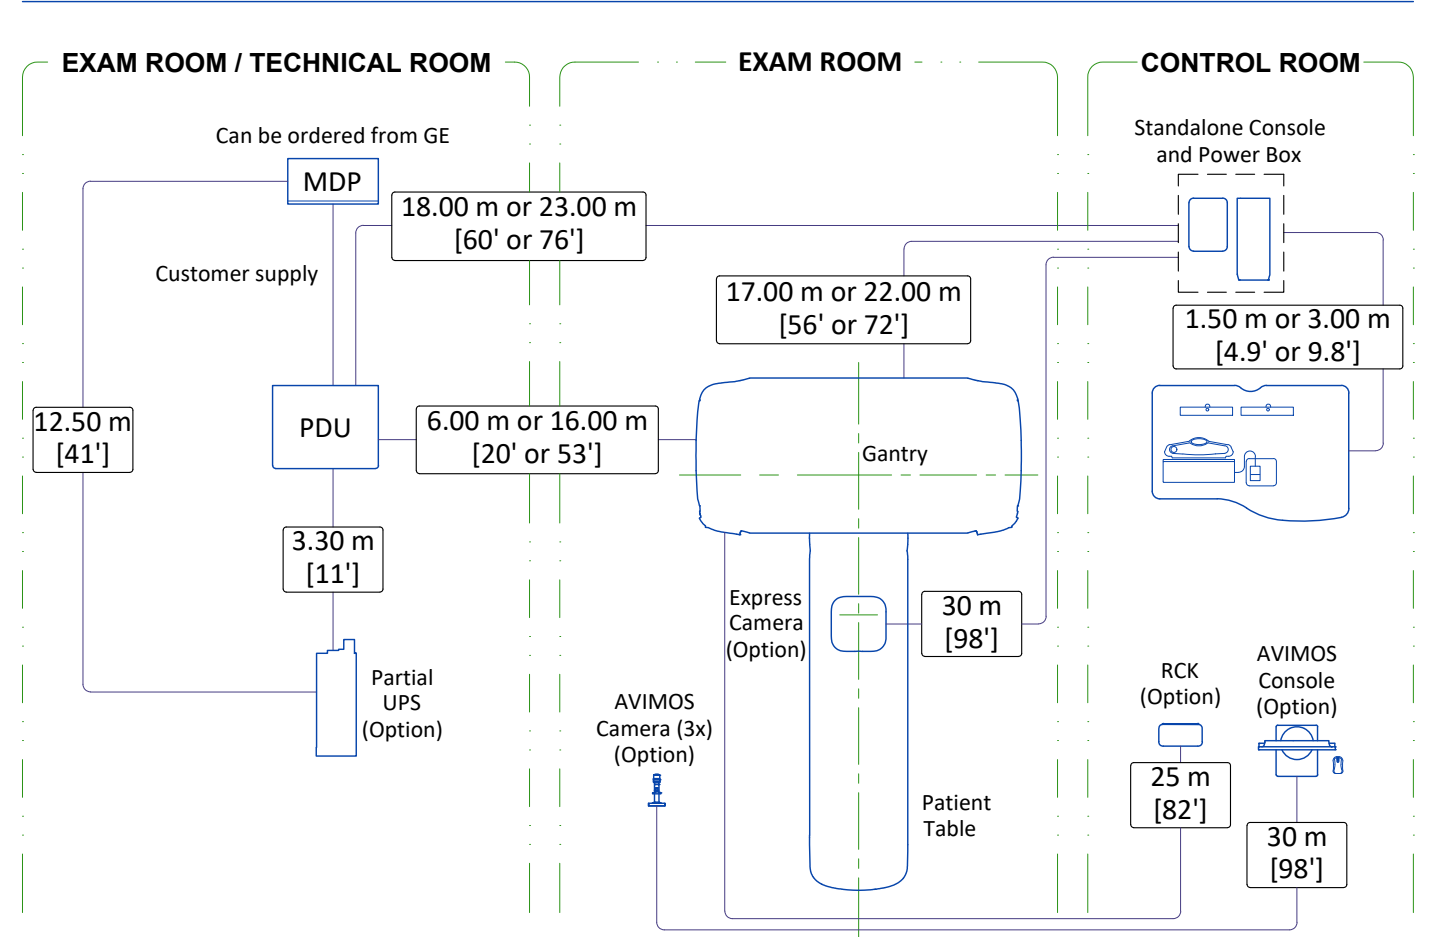 EXAM ROOM / TECHNICAL ROOM
EXAM ROOM
CONTROL ROOM
Can be ordered from GE
MDP
Standalone Console
and Power Box
18.00 m or 23.00 m
[60' or 76']
Customer supply
17.00 m or 22.00 m
[56' or 72']
1.50 m or 3.00 m
[4.9' or 9.8']
12.50 m
[41']
PDU
6.00 m or 16.00 m
[20' or 53']
Gantry
3.30 m
[11']
Express
Camera
(Option)
30 m
[98']
Partial
UPS
(Option)
AVIMOS
Camera (3x)
(Option)
RCK
(Option)
AVIMOS
Console
(Option)
25 m
[82']
Patient
Table
30 m
[98']